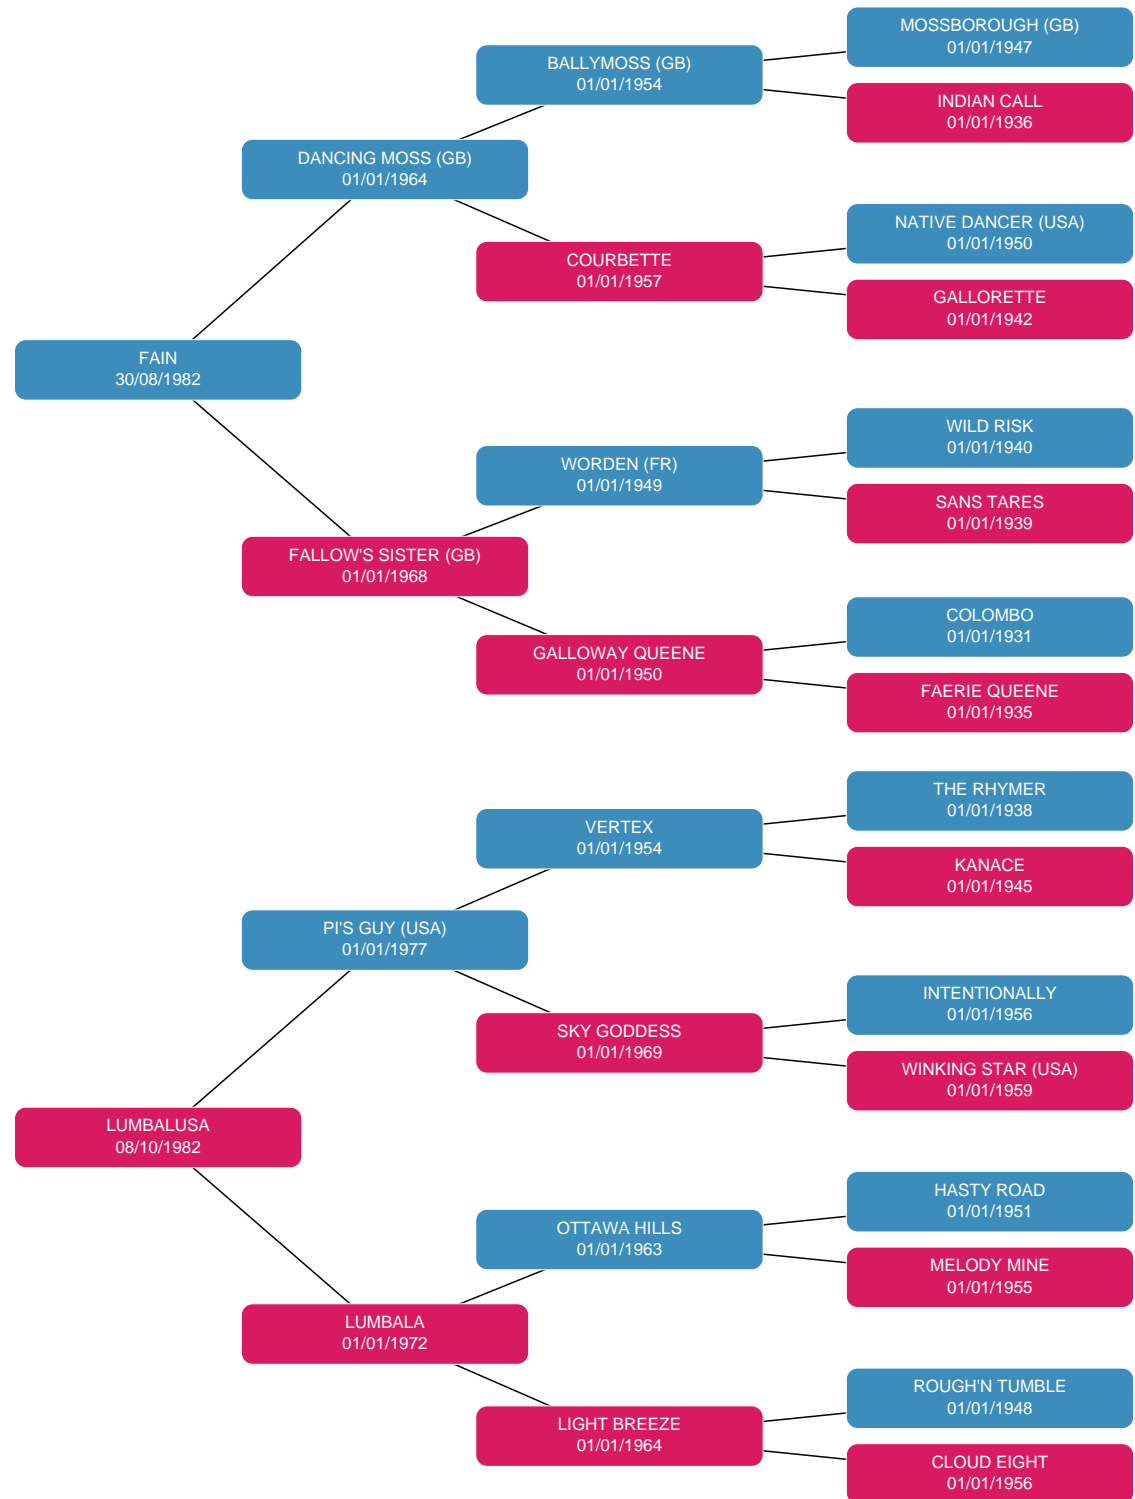 MOSSBOROUGH (GB)
01/01/1947
BALLYMOSS (GB)
01/01/1954
INDIAN CALL
01/01/1936
DANCING MOSS (GB)
01/01/1964
NATIVE DANCER (USA)
01/01/1950
COURBETTE
01/01/1957
GALLORETTE
01/01/1942
FAIN
30/08/1982
WILD RISK
01/01/1940
WORDEN (FR)
01/01/1949
SANS TARES
01/01/1939
FALLOW'S SISTER (GB)
01/01/1968
COLOMBO
01/01/1931
GALLOWAY QUEENE
01/01/1950
FAERIE QUEENE
01/01/1935
THE RHYMER
01/01/1938
VERTEX
01/01/1954
KANACE
01/01/1945
PI'S GUY (USA)
01/01/1977
INTENTIONALLY
01/01/1956
SKY GODDESS
01/01/1969
WINKING STAR (USA)
01/01/1959
LUMBALUSA
08/10/1982
HASTY ROAD
01/01/1951
OTTAWA HILLS
01/01/1963
MELODY MINE
01/01/1955
LUMBALA
01/01/1972
ROUGH'N TUMBLE
01/01/1948
LIGHT BREEZE
01/01/1964
CLOUD EIGHT
01/01/1956